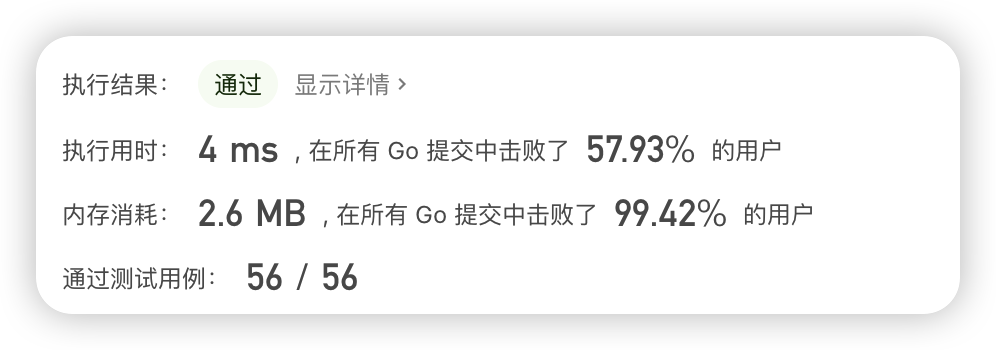 执行结果： 通过 显示详情 >
执行用时： 4 ms , 在所有 Go 提交中击败了 57.93% 的用户
内存消耗： 2.6 MB , 在所有 Go 提交中击败了 99.42% 的用户
通过测试用例： 56 / 56